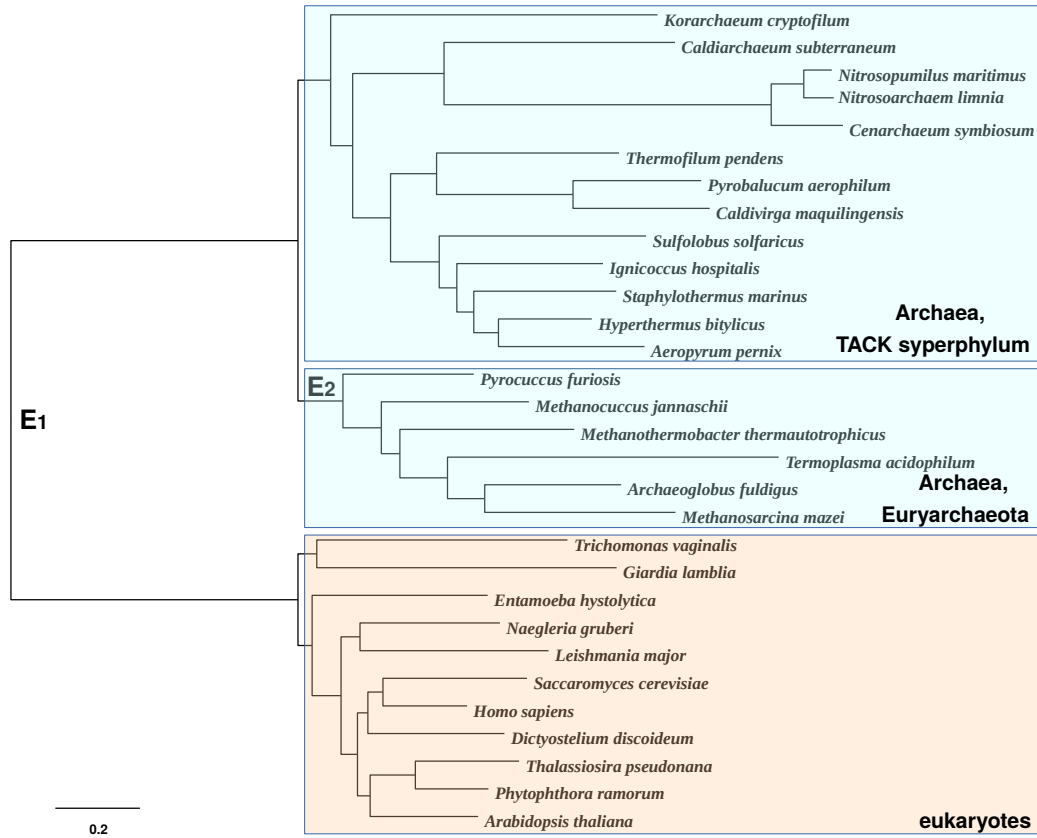 Korarchaeum cryptofilum
Caldiarchaeum subterraneum
Nitrosopumilus maritimus
Nitrosoarchaem limnia
Cenarchaeum symbiosum
Thermofilum pendens
Pyrobalucum aerophilum
Caldivirga maquilingensis
Sulfolobus solfaricus
Ignicoccus hospitalis
Staphylothermus marinus
Hyperthermus bitylicus
Aeropyrum pernix
Archaea,
TACK syperphylum
E2
Pyrocuccus furiosis
Methanocuccus jannaschii
E1
Methanothermobacter thermautotrophicus
Termoplasma acidophilum
Archaeoglobus fuldigus
Methanosarcina mazei
Archaea,
Euryarchaeota
Trichomonas vaginalis
Giardia lamblia
Entamoeba hystolytica
Naegleria gruberi
Leishmania major
Saccaromyces cerevisiae
Homo sapiens
Dictyostelium discoideum
Thalassiosira pseudonana
Phytophthora ramorum
Arabidopsis thaliana
eukaryotes
0.2